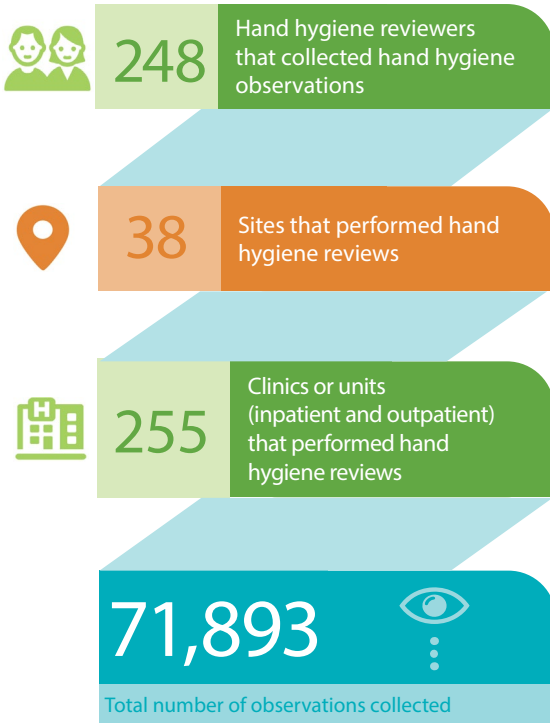 248
Hand hygiene reviewers
that collected hand hygiene
observations
38
Sites that performed hand
hygiene reviews
H
255
Clinics or units
(inpatient and outpatient)
that performed hand
hygiene reviews
71,893
Total number of observations collected